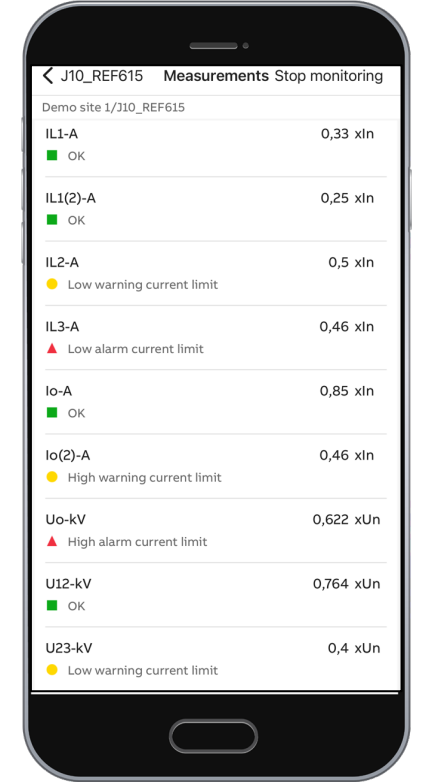 J10_REF615 Measurements Stop monitoring
Demo site 1/J10_REF615
IL1-A 0,33 xIn
OK
IL1(2)-A 0,25 xIn
OK
IL2-A 0,5 xIn
Low warning current limit
IL3-A 0,46 xIn
Low alarm current limit
Io-A 0,85 xIn
OK
Io(2)-A 0,46 xIn
High warning current limit
Uo-kV 0,622 xUn
High alarm current limit
U12-kV 0,764 xUn
OK
U23-kV 0,4 xUn
Low warning current limit